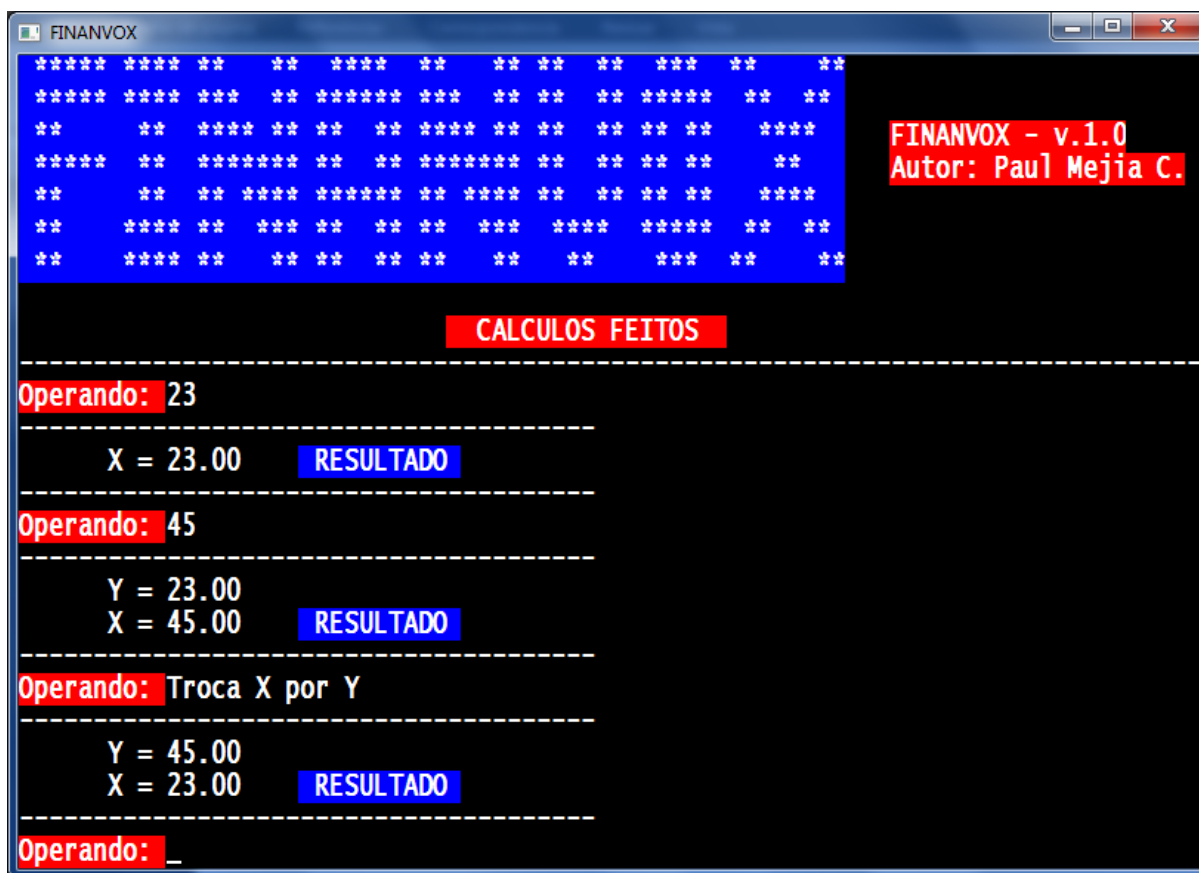 FINANVOX
FINANVOX - v.1.0
Autor: Paul Mejia C.
CALCULOS FEITOS
Operando: 23
X = 23.00 RESULTADO
Operando: 45
Y = 23.00
X = 45.00 RESULTADO
Operando: Troca X por Y
Y = 45.00
X = 23.00 RESULTADO
Operando: _